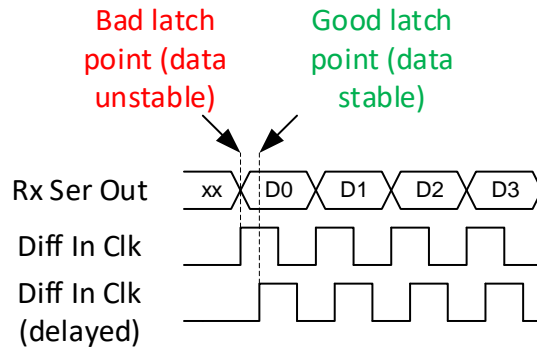 Bad latch
point (data
unstable)
Good latch
point (data
stable)
Rx Ser Out
xx
D0
D1
D2
D3
Diff In Clk
Diff In Clk
(delayed)